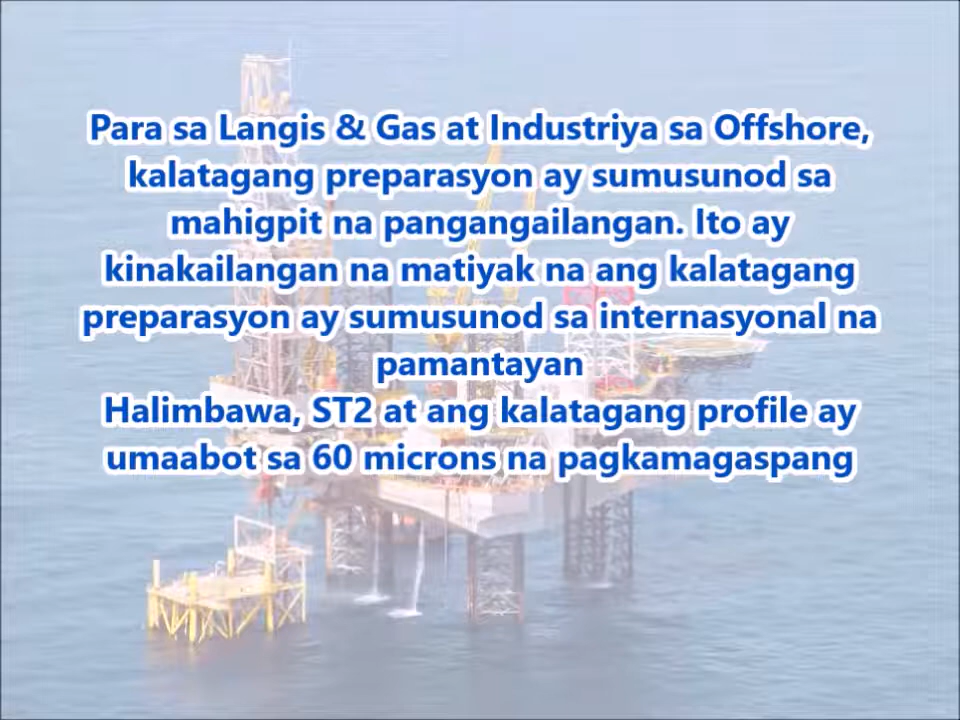 Para sa Langis & Gas at Industriya sa Offshore,
kalatagang preparasyon ay sumusunod sa
mahigpit na pangangailangan. Ito ay
kinakailangan na matiyak na ang kalatagang
preparasyon ay sumusunod sa internasyonal na
pamantayan
Halimbawa, ST2 at ang kalatagang profile ay
umaabot sa 60 microns na pagkamagaspang